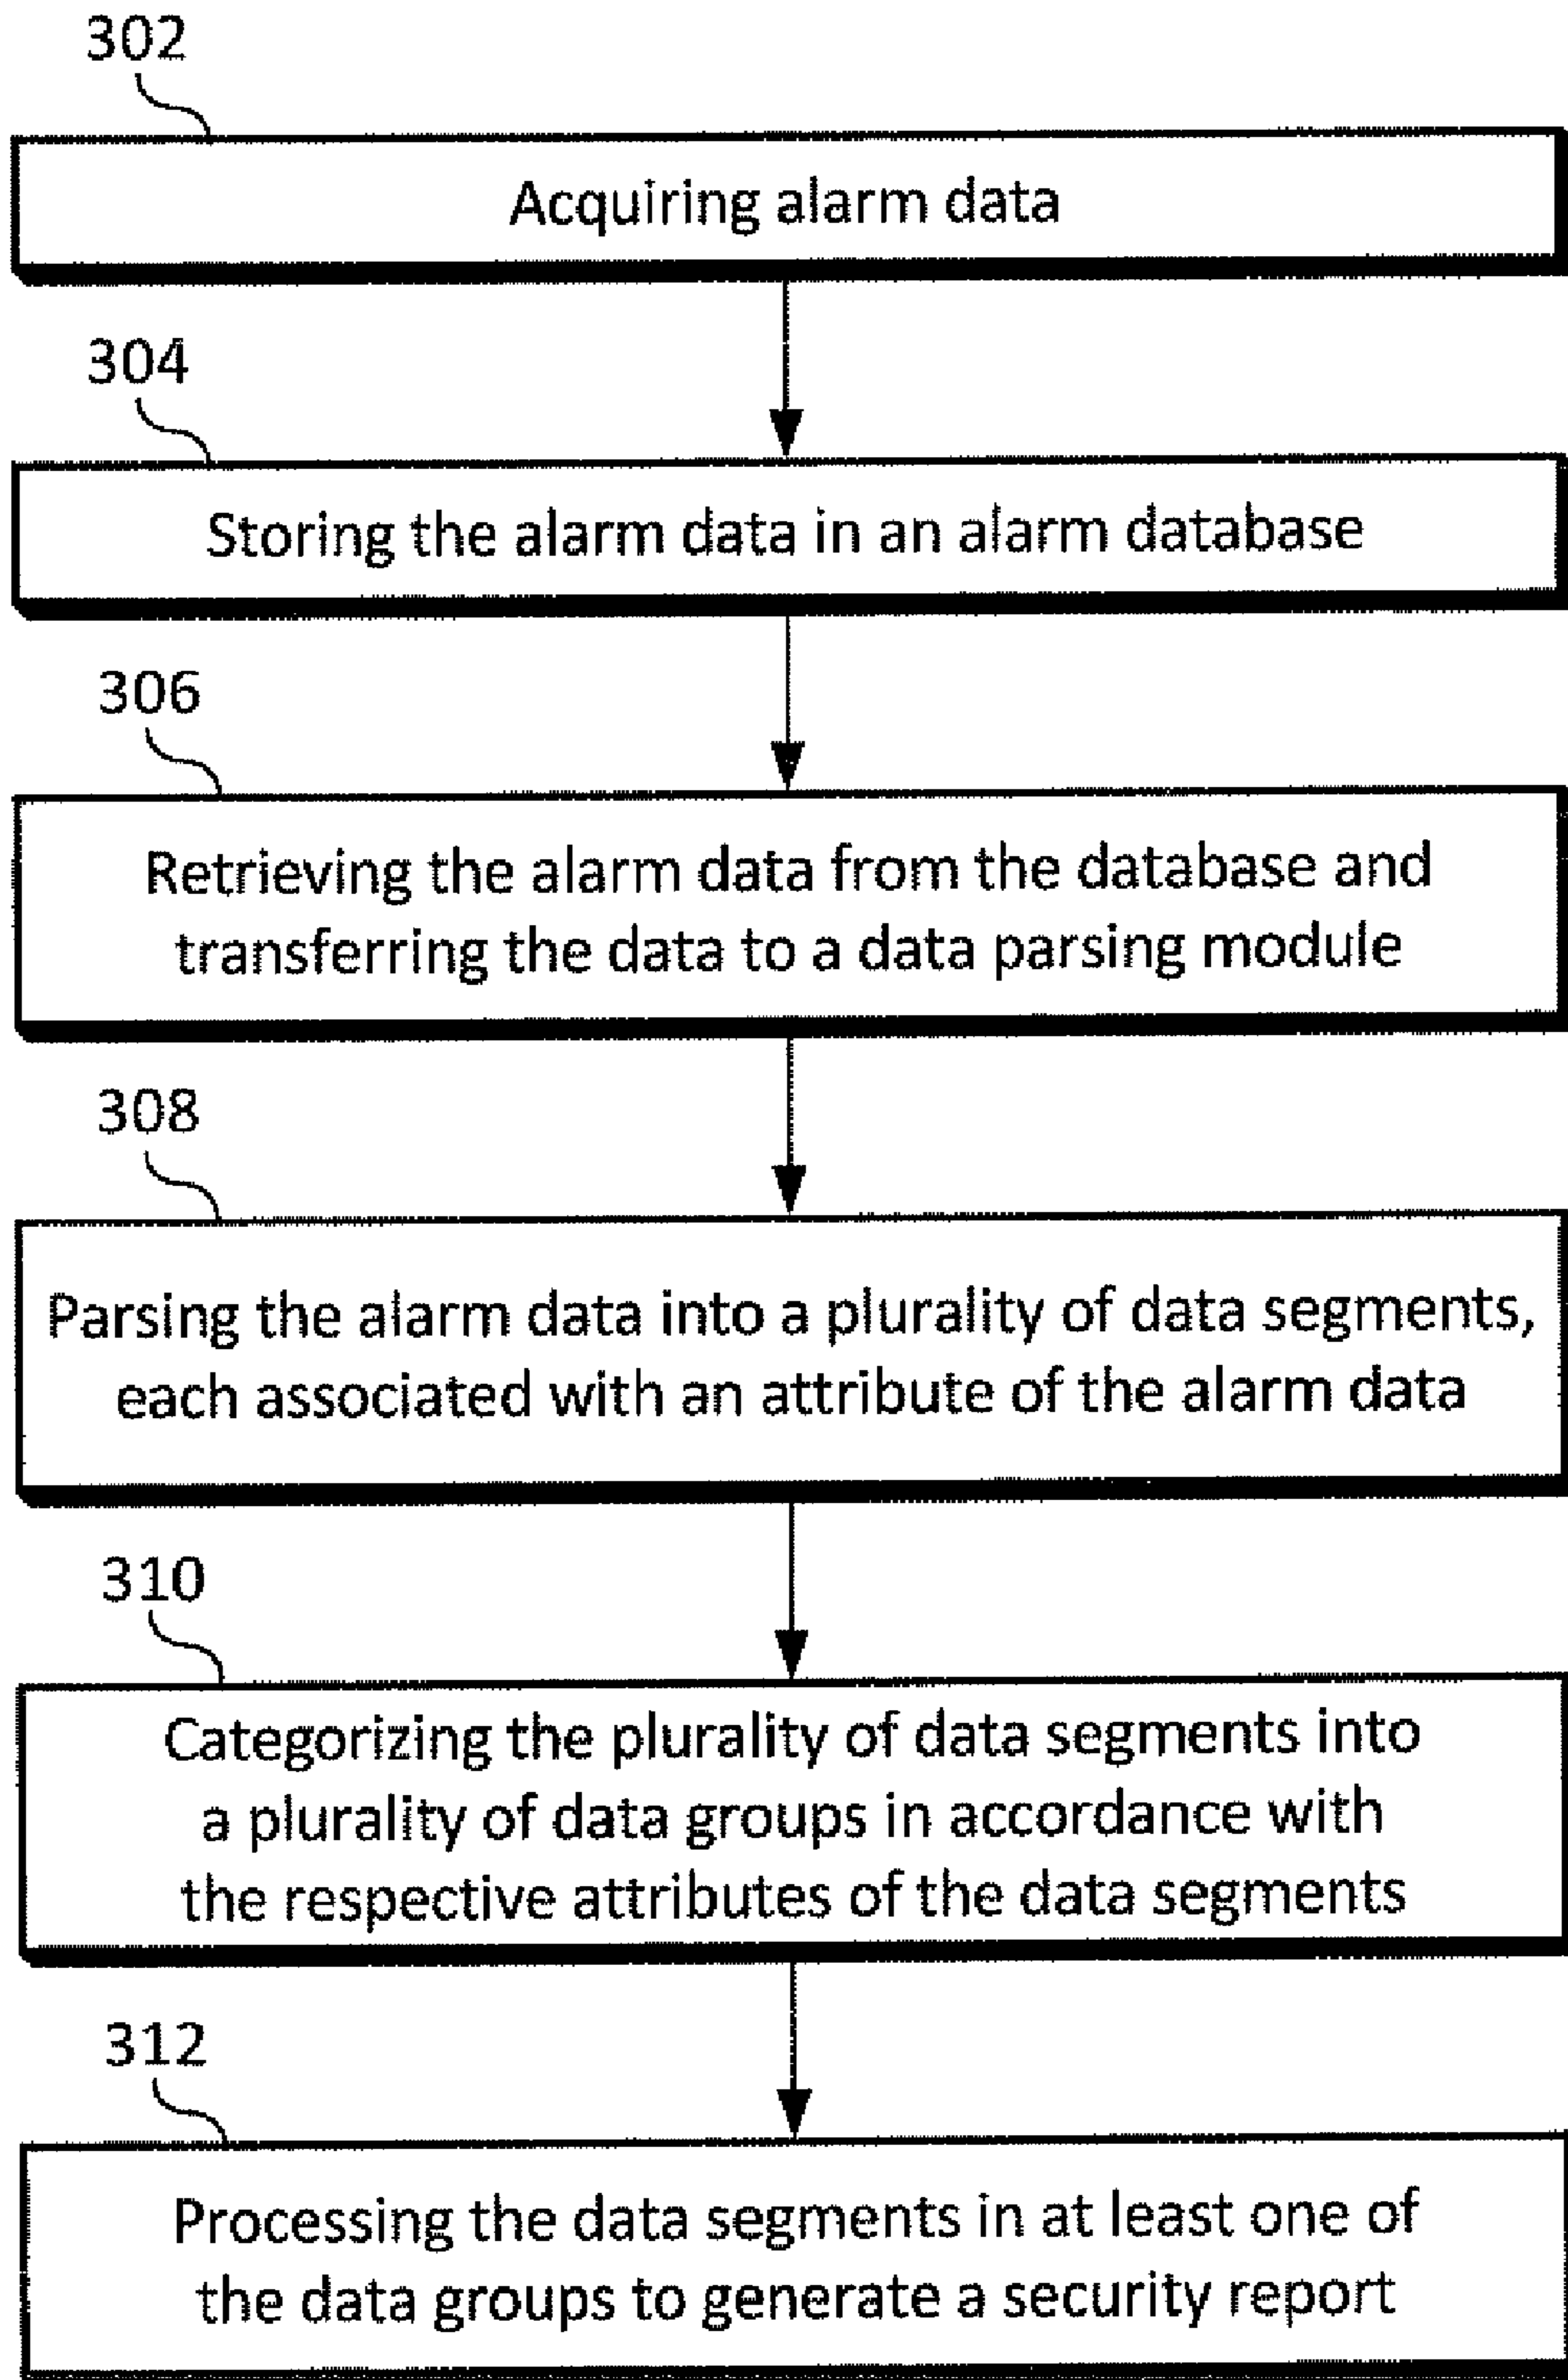 302
Acquiring alarm data
304
Storing the alarm data in an alarm database
306
Retrieving the alarm data from the database and
transferring the data to a data parsing module
308
Parsing the alarm data into a plurality of data segments,
each associated with an attribute of the alarm data
310
Categorizing the plurality of data segments into
a plurality of data groups in accordance with
the respective attributes of the data segments
312
Processing the data segments in at least one of
the data groups to generate a security report